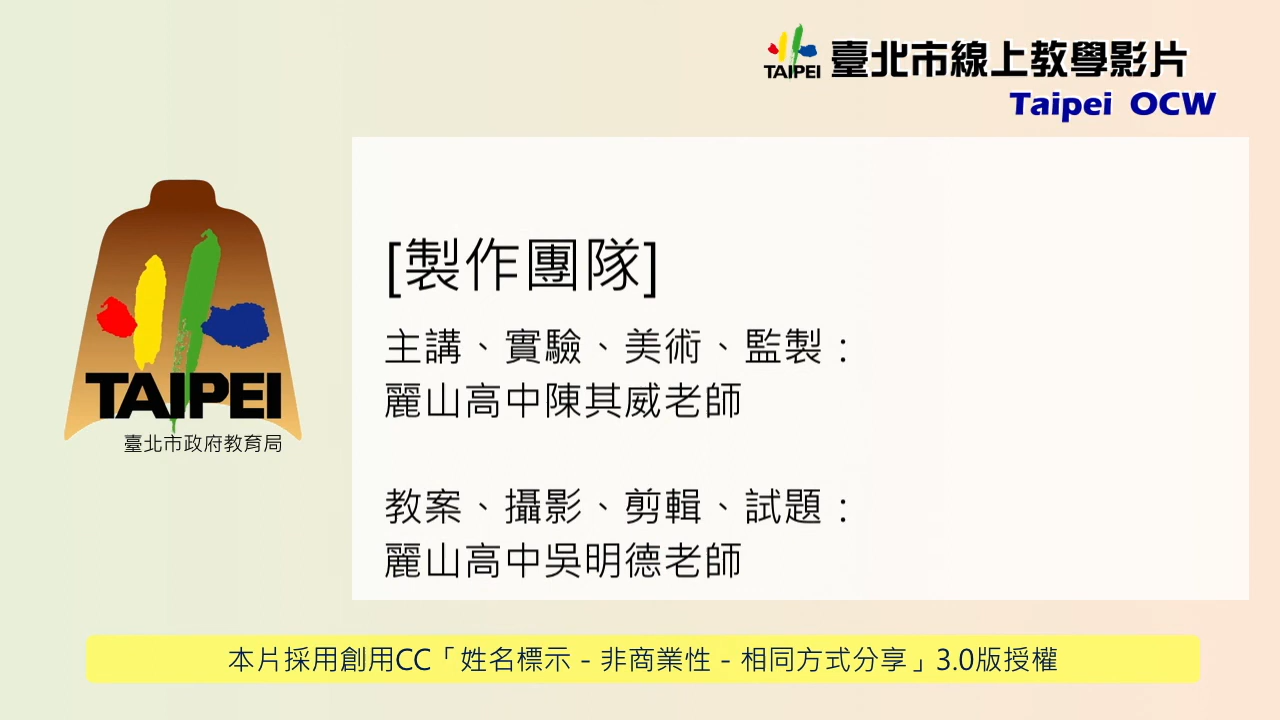 TAIPEI 臺北市線上教學影片
Taipei OCW
[製作團隊]
主講、實驗、美術、監製：
麗山高中陳其威老師
教案、攝影、剪輯、試題：
麗山高中吳明德老師
TAIPEI
臺北市政府教育局
本片採用創用CC「姓名標示－非商業性－相同方式分享」3.0版授權